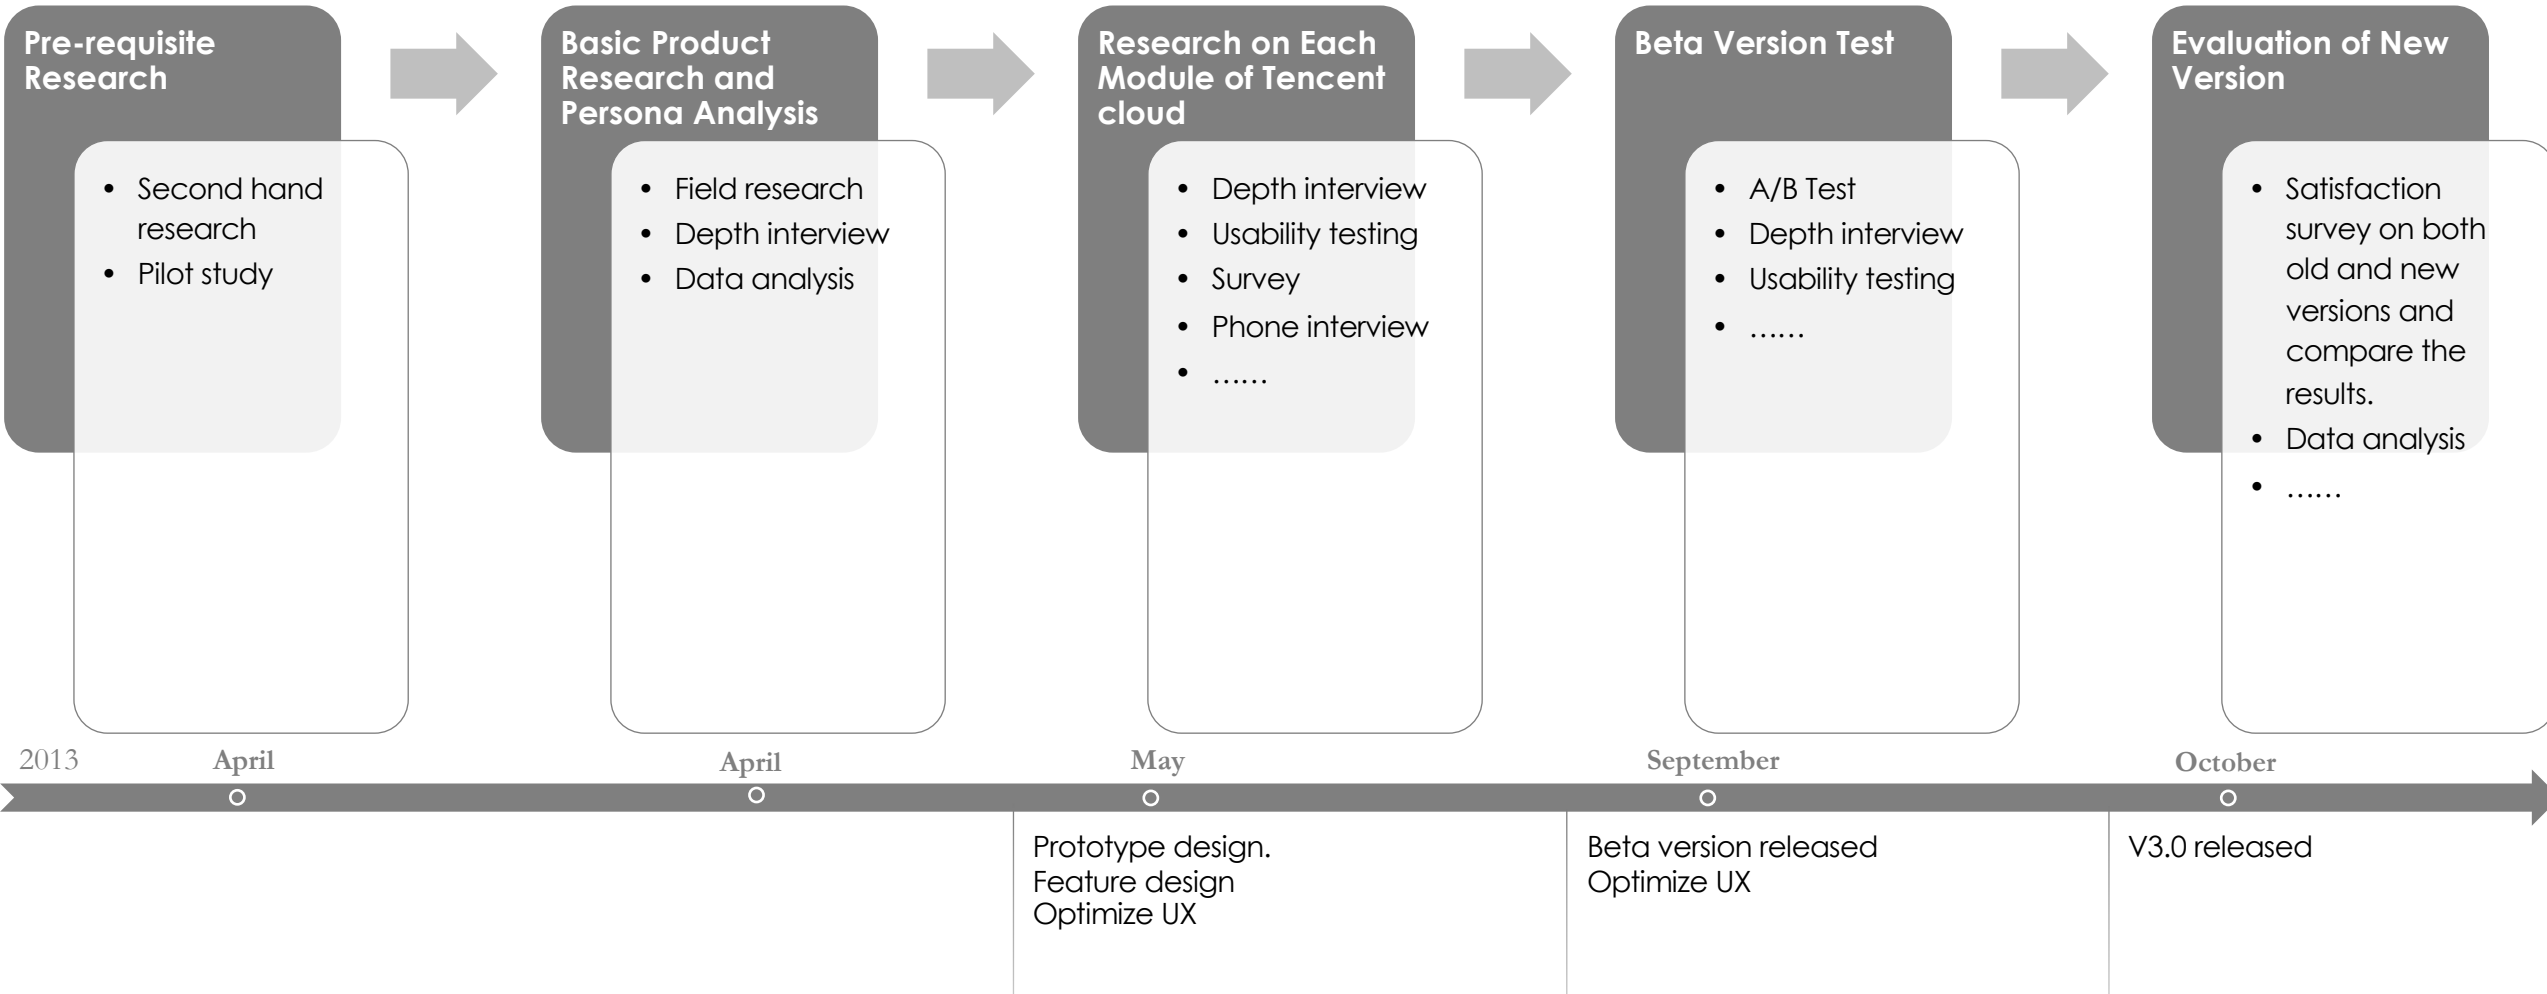 Pre-requisite
Research
• Second hand
research
• Pilot study
Basic Product
Research and
Persona Analysis
• Field research
• Depth interview
• Data analysis
Research on Each
Module of Tencent
cloud
• Depth interview
• Usability testing
• Survey
• Phone interview
• ……
Beta Version Test
• A/B Test
• Depth interview
• Usability testing
• ……
Evaluation of New
Version
• Satisfaction
survey on both
old and new
versions and
compare the
results.
• Data analysis
• ……
2013
April
April
May
September
October
Prototype design.
Feature design
Optimize UX
Beta version released
Optimize UX
V3.0 released